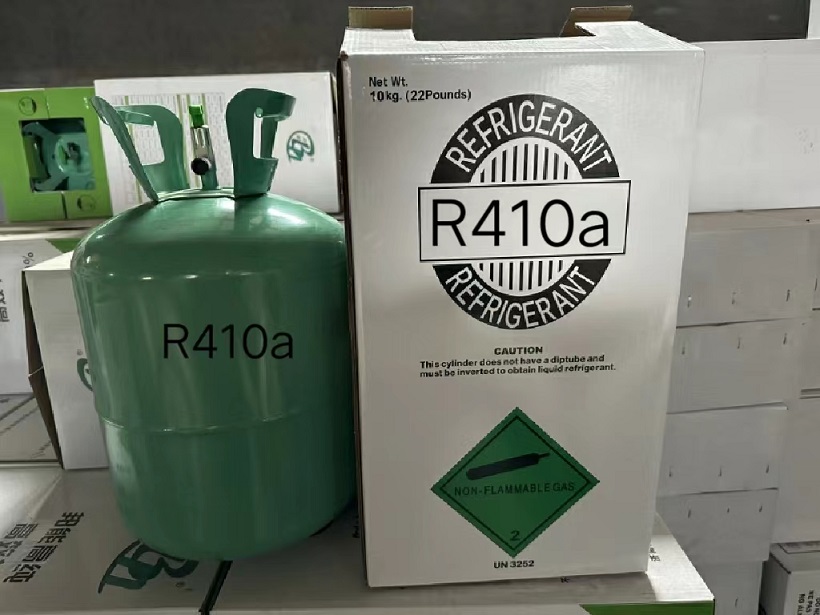 Net Wt.
10kg. (22Pounds)
REFRIGERANT
R410a
REFRIGERANT
CAUTION
This cylinder does not have a diptube and
must be inverted to obtain liquid refrigerant.
NON-FLAMMABLE GAS
2
UN 3252
R410a